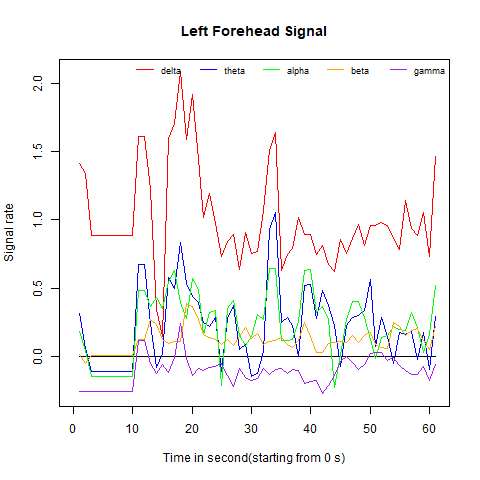 Left Forehead Signal
delta theta alpha beta gamma
Signal rate
2.0
1.5
1.0
0.5
0.0
0 10 20 30 40 50 60
Time in second(starting from 0 s)